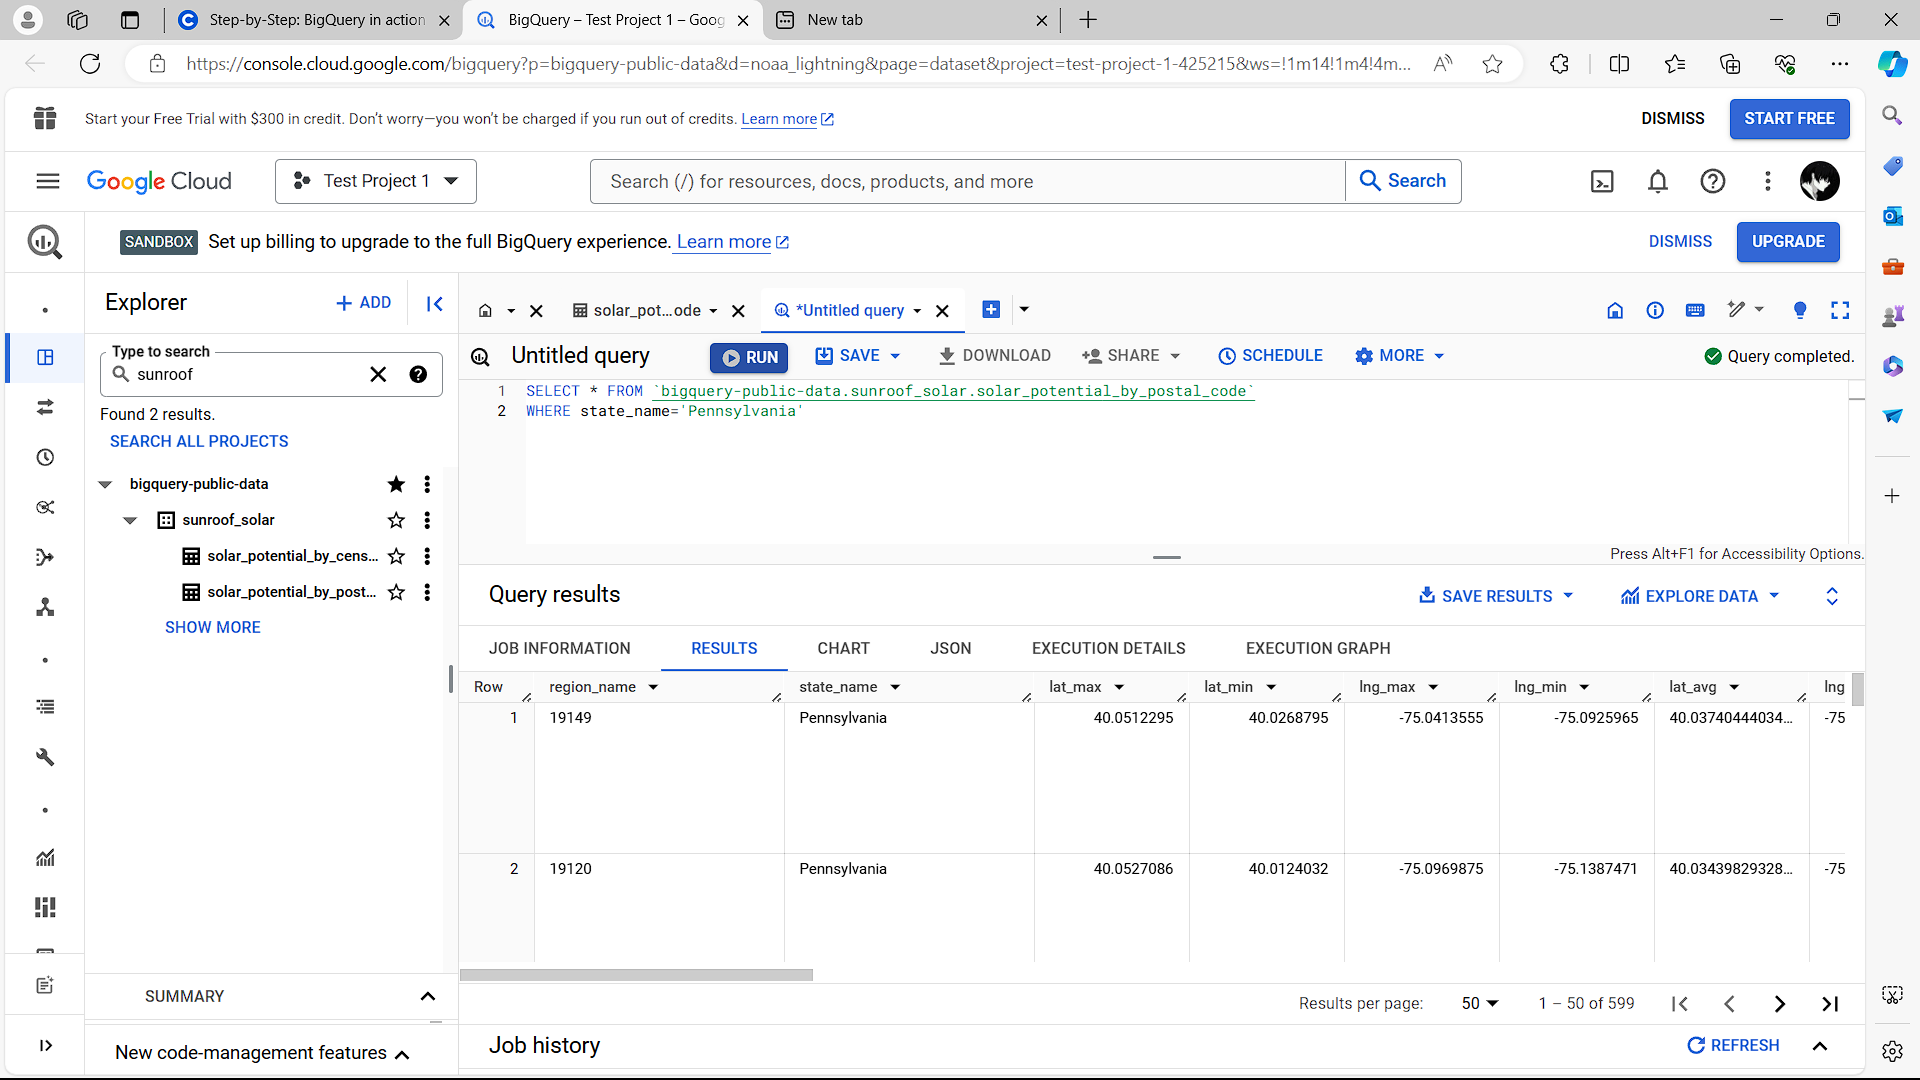 Step-by-Step: BigQuery in action
BigQuery – Test Project 1 – Goog
New tab
https://console.cloud.google.com/bigquery?p=bigquery-public-data&d=noaa_lightning&page=dataset&project=test-project-1-425215&ws=!1m14!1m4!4m...
Start your Free Trial with $300 in credit. Don't worry—you won't be charged if you run out of credits. Learn more
DISMISS
START FREE
Google Cloud
Test Project 1
Search (/) for resources, docs, products, and more
Search
SANDBOX Set up billing to upgrade to the full BigQuery experience. Learn more
DISMISS
UPGRADE
Explorer
+ ADD
Type to search
sunroof
Found 2 results.
SEARCH ALL PROJECTS
bigquery-public-data
sunroof_solar
solar_potential_by_cens...
solar_potential_by_post...
SHOW MORE
SUMMARY
New code-management features
solar_pot...ode
*Untitled query
Untitled query
RUN
SAVE
DOWNLOAD
SHARE
SCHEDULE
MORE
Query completed.
1 SELECT * FROM `bigquery-public-data.sunroof_solar.solar_potential_by_postal_code`
2 WHERE state_name='Pennsylvania'
Press Alt+F1 for Accessibility Options.
Query results
SAVE RESULTS
EXPLORE DATA
JOB INFORMATION RESULTS CHART JSON EXECUTION DETAILS EXECUTION GRAPH
Row region_name state_name lat_max lat_min lng_max lng_min lat_avg lng
1 19149 Pennsylvania 40.0512295 40.0268795 -75.0413555 -75.0925965 40.03740444034... -75
2 19120 Pennsylvania 40.0527086 40.0124032 -75.0969875 -75.1387471 40.03439829328... -75
Results per page: 50 1 – 50 of 599
Job history
REFRESH